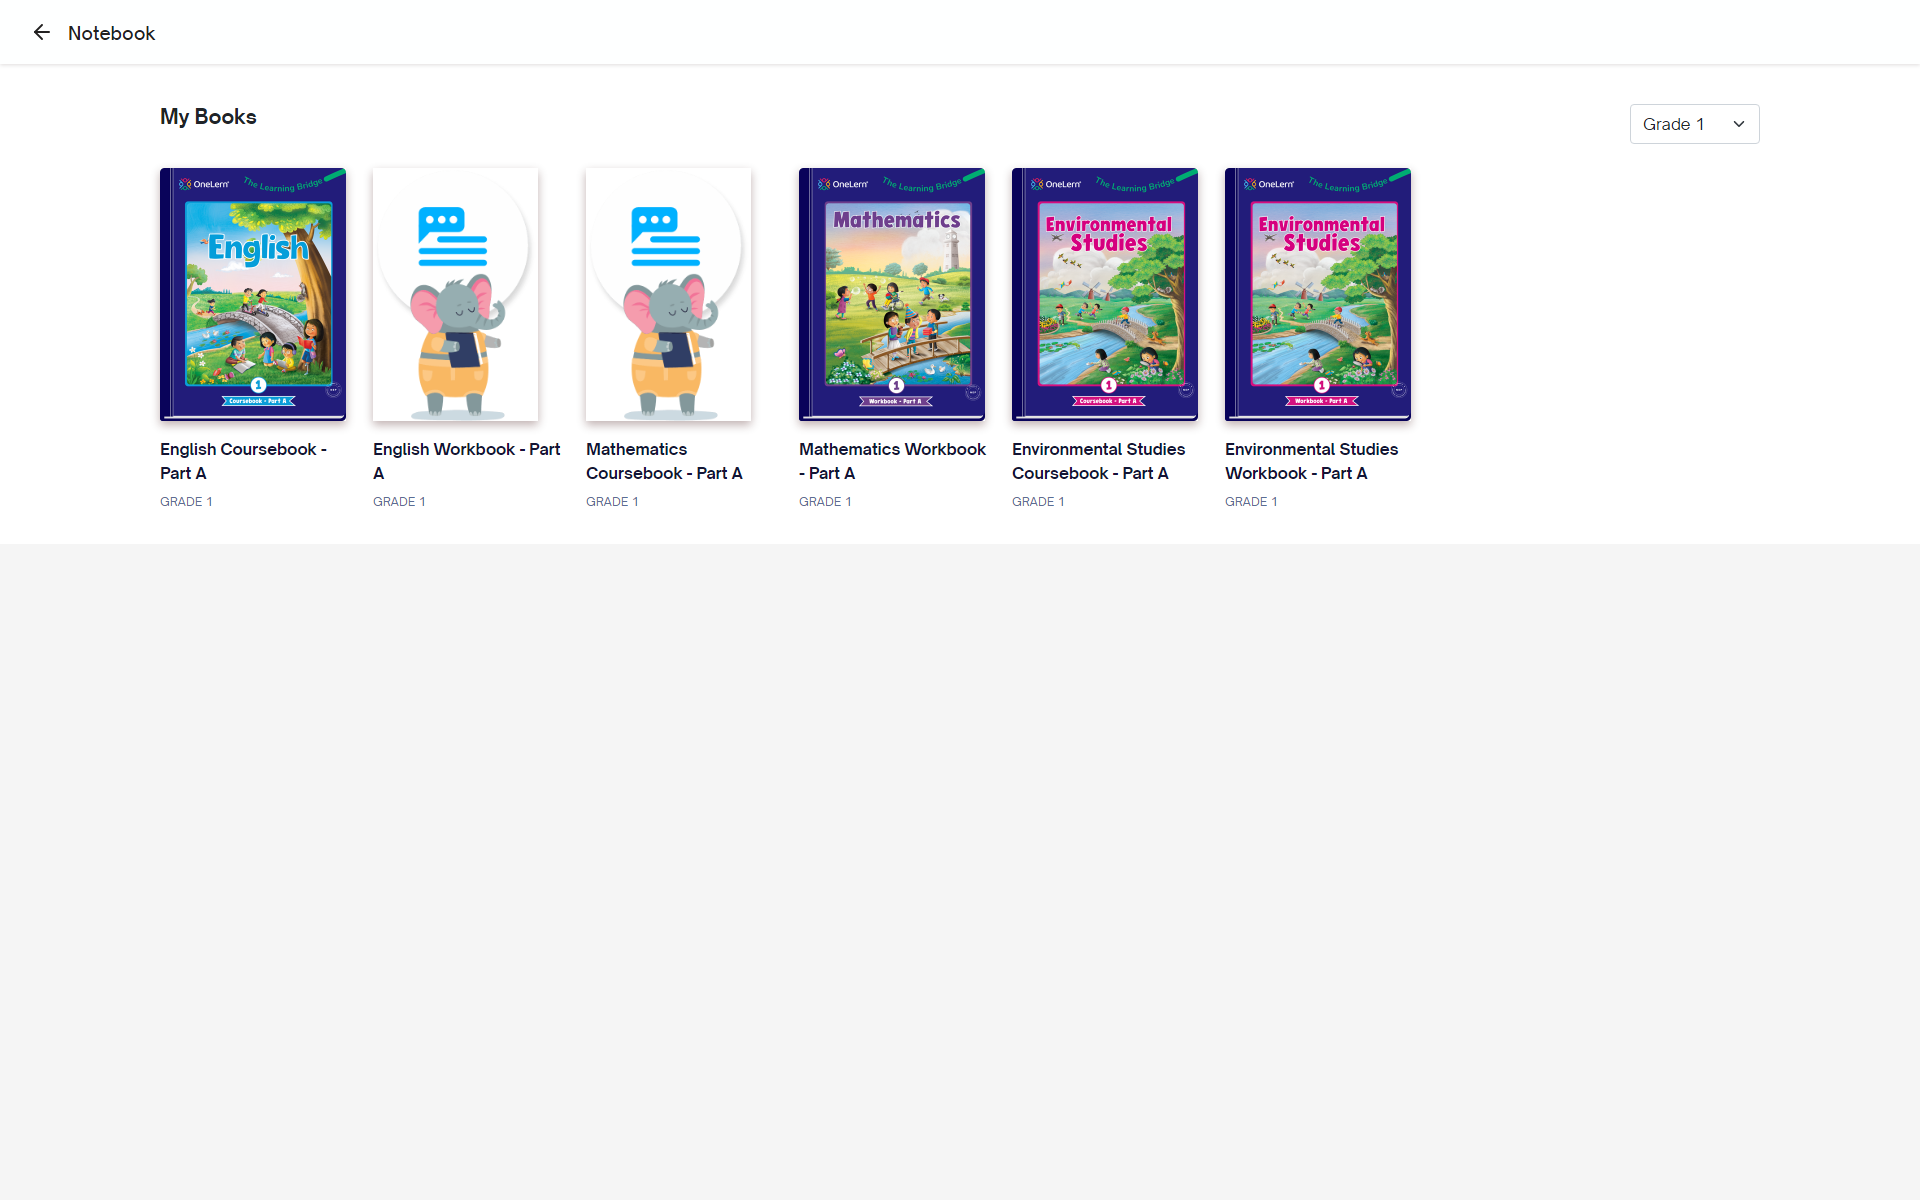 Notebook
My Books
Grade 1
OneLern
The Learning Bridge
English
1
Coursebook - Part A
OneLern
The Learning Bridge
Mathematics
1
Workbook - Part A
OneLern
The Learning Bridge
Environmental
Studies
1
Coursebook - Part A
OneLern
The Learning Bridge
Environmental
Studies
1
Workbook - Part A
English Coursebook -
Part A
GRADE 1
English Workbook - Part
A
GRADE 1
Mathematics
Coursebook - Part A
GRADE 1
Mathematics Workbook
- Part A
GRADE 1
Environmental Studies
Coursebook - Part A
GRADE 1
Environmental Studies
Workbook - Part A
GRADE 1